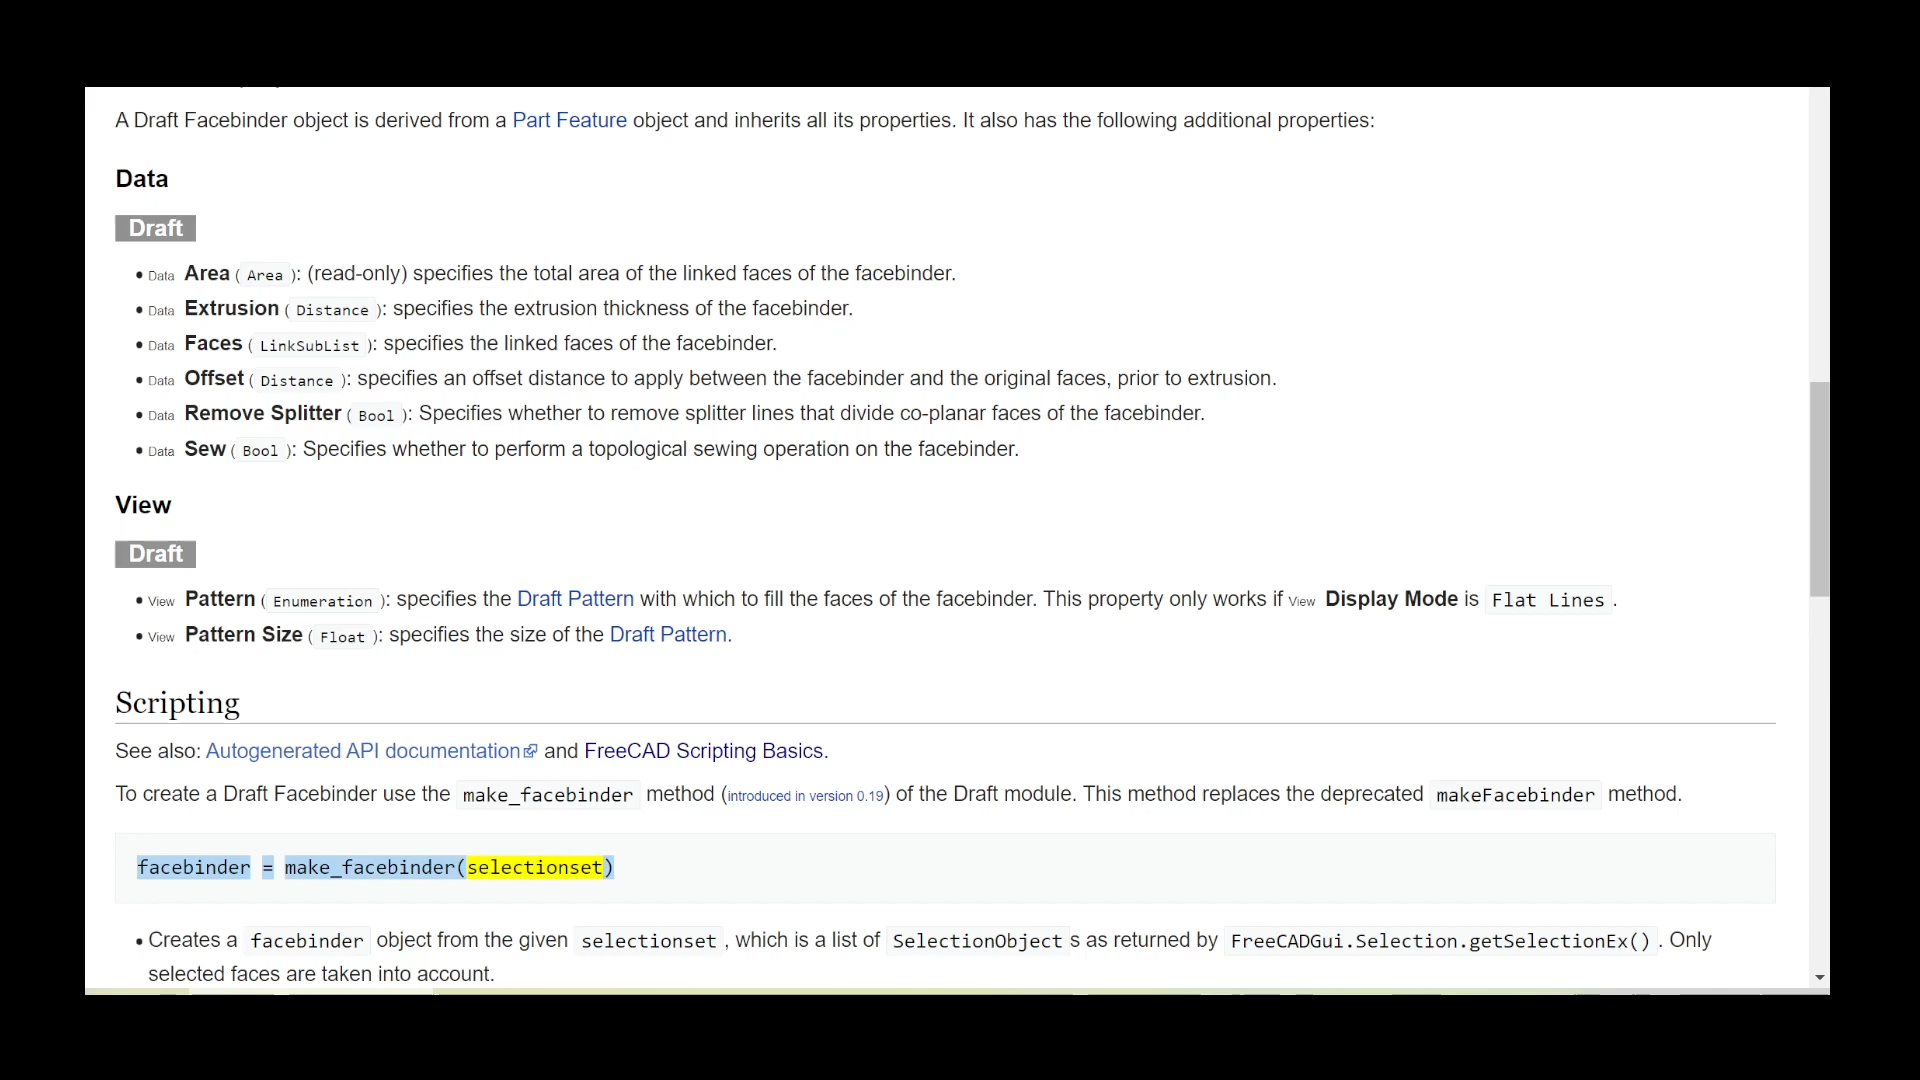 A Draft Facebinder object is derived from a Part Feature object and inherits all its properties. It also has the following additional properties:
Data
Draft
• Data Area ( Area ): (read-only) specifies the total area of the linked faces of the facebinder.
• Data Extrusion ( Distance ): specifies the extrusion thickness of the facebinder.
• Data Faces ( LinkSubList ): specifies the linked faces of the facebinder.
• Data Offset ( Distance ): specifies an offset distance to apply between the facebinder and the original faces, prior to extrusion.
• Data Remove Splitter ( Bool ): Specifies whether to remove splitter lines that divide co-planar faces of the facebinder.
• Data Sew ( Bool ): Specifies whether to perform a topological sewing operation on the facebinder.
View
Draft
• View Pattern ( Enumeration ): specifies the Draft Pattern with which to fill the faces of the facebinder. This property only works if View Display Mode is Flat Lines .
• View Pattern Size ( Float ): specifies the size of the Draft Pattern.
Scripting
See also: Autogenerated API documentation and FreeCAD Scripting Basics.
To create a Draft Facebinder use the make_facebinder method (introduced in version 0.19) of the Draft module. This method replaces the deprecated makeFacebinder method.
facebinder = make_facebinder(selectionset)
• Creates a facebinder object from the given selectionset , which is a list of SelectionObject s as returned by FreeCADGui.Selection.getSelectionEx() . Only
selected faces are taken into account.